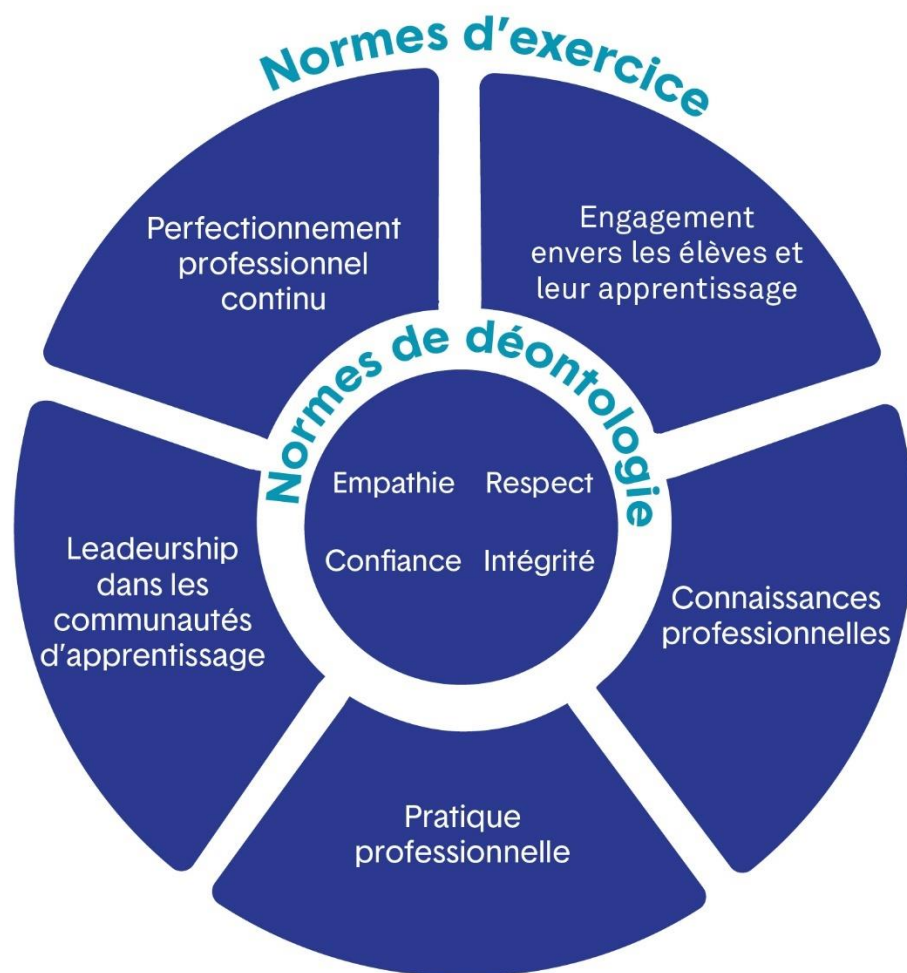 Normes d'exercice
Perfectionnement
professionnel
continu
Engagement
envers les élèves et
leur apprentissage
Normes de déontologie
Empathie Respect
Confiance Intégrité
Leadeurship
dans les
communautés
d'apprentissage
Connaissances
professionnelles
Pratique
professionnelle